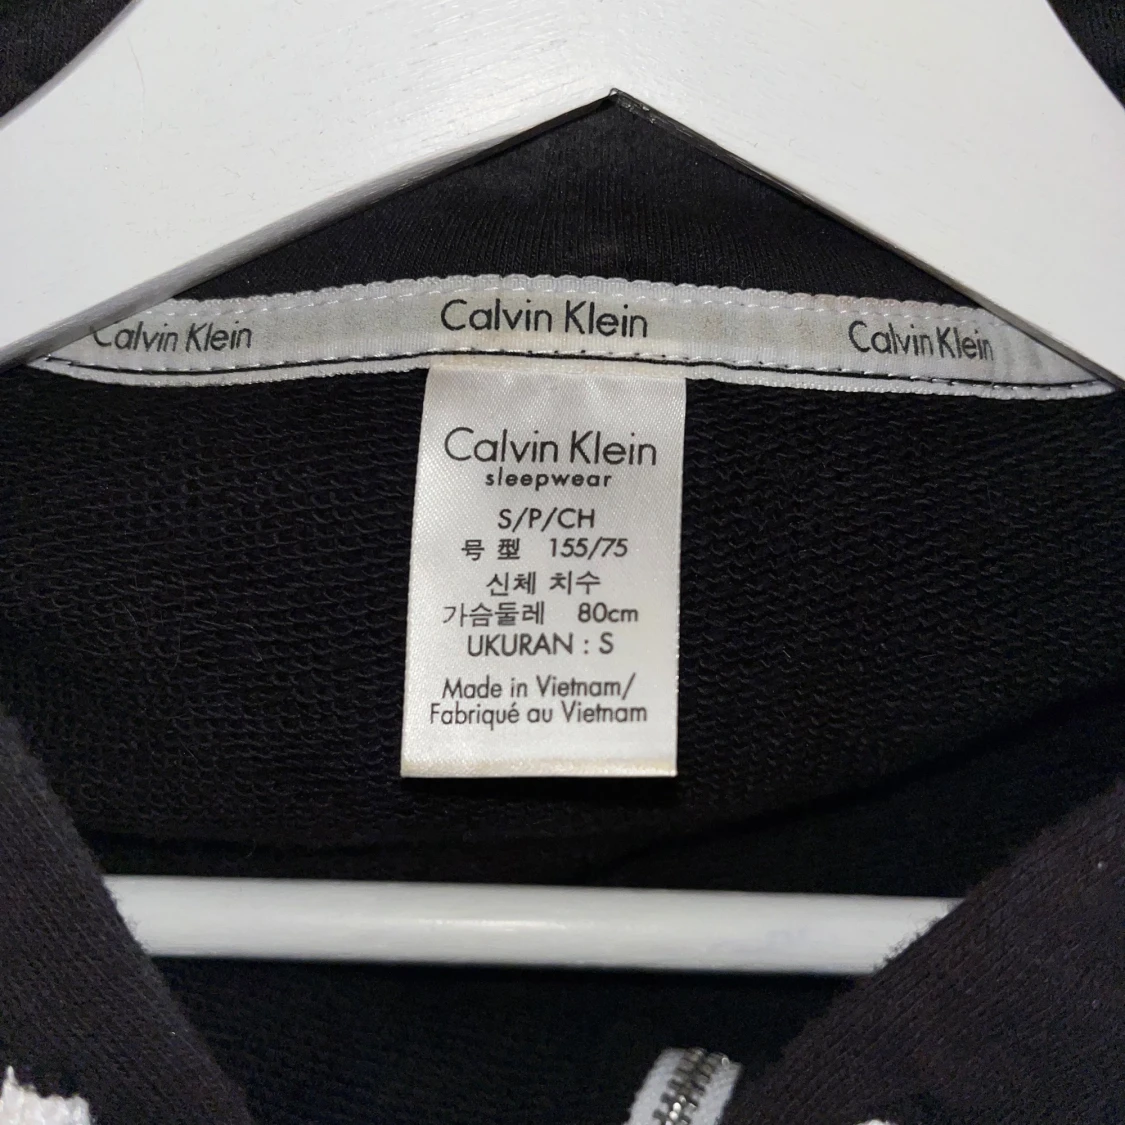 Calvin Klein Calvin Klein Calvin Klein
Calvin Klein
sleepwear
S/P/CH
号型 155/75
신체 치수
가슴둘레 80cm
UKURAN : S
Made in Vietnam/
Fabriqué au Vietnam